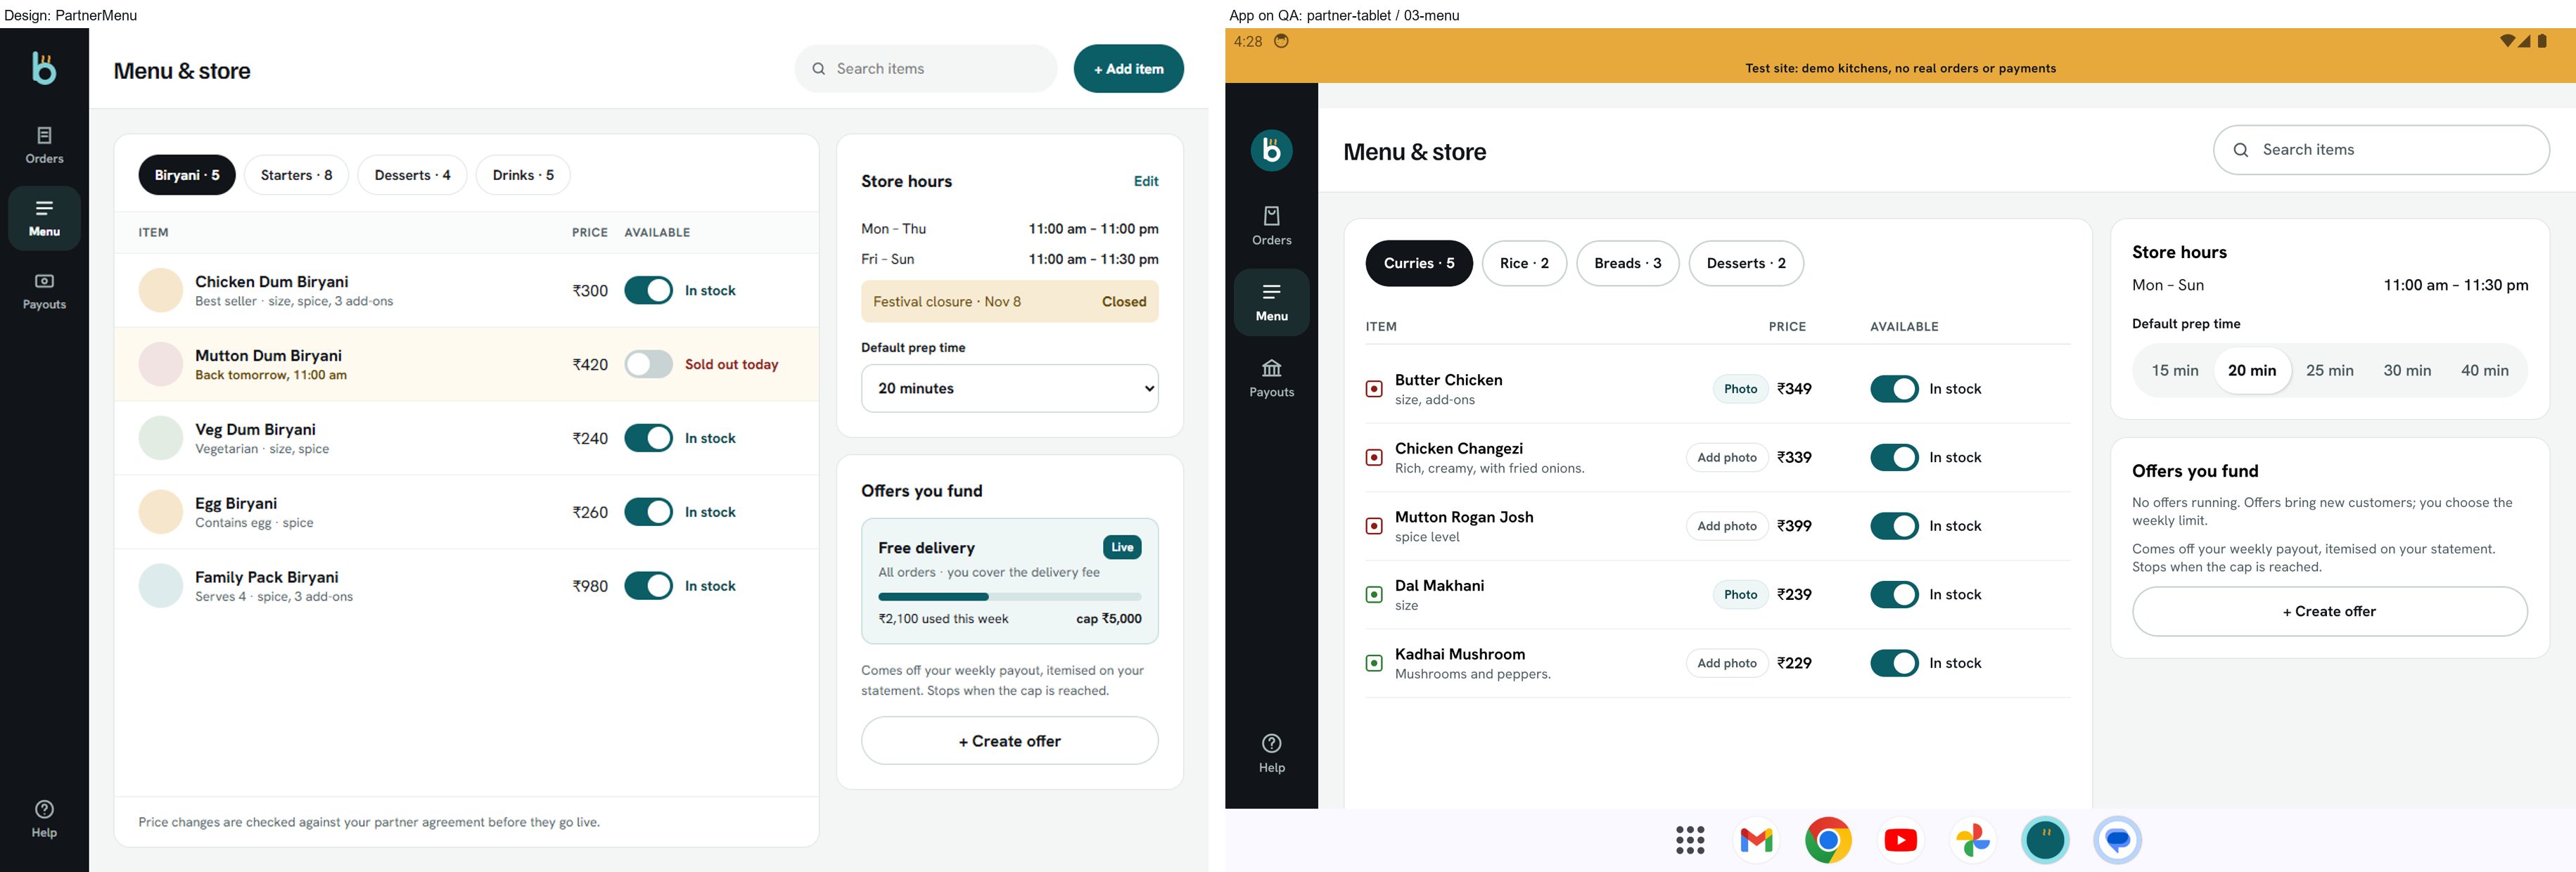 Design: PartnerMenu
b
Orders
Menu
Payouts
Help
Menu & store
Search items
+ Add item
Biryani · 5
Starters · 8
Desserts · 4
Drinks · 5
ITEM PRICE AVAILABLE
Chicken Dum Biryani
Best seller · size, spice, 3 add-ons
₹300 In stock
Mutton Dum Biryani
Back tomorrow, 11:00 am
₹420 Sold out today
Veg Dum Biryani
Vegetarian · size, spice
₹240 In stock
Egg Biryani
Contains egg · spice
₹260 In stock
Family Pack Biryani
Serves 4 · spice, 3 add-ons
₹980 In stock
Price changes are checked against your partner agreement before they go live.
Store hours Edit
Mon – Thu 11:00 am – 11:00 pm
Fri – Sun 11:00 am – 11:30 pm
Festival closure · Nov 8 Closed
Default prep time
20 minutes
Offers you fund
Free delivery Live
All orders · you cover the delivery fee
₹2,100 used this week cap ₹5,000
Comes off your weekly payout, itemised on your
statement. Stops when the cap is reached.
+ Create offer
App on QA: partner-tablet / 03-menu
4:28
Test site: demo kitchens, no real orders or payments
b
Orders
Menu
Payouts
Help
Menu & store
Search items
Curries · 5
Rice · 2
Breads · 3
Desserts · 2
ITEM PRICE AVAILABLE
Butter Chicken
size, add-ons
Photo ₹349 In stock
Chicken Changezi
Rich, creamy, with fried onions.
Add photo ₹339 In stock
Mutton Rogan Josh
spice level
Add photo ₹399 In stock
Dal Makhani
size
Photo ₹239 In stock
Kadhai Mushroom
Mushrooms and peppers.
Add photo ₹229 In stock
Store hours
Mon – Sun 11:00 am – 11:30 pm
Default prep time
15 min 20 min 25 min 30 min 40 min
Offers you fund
No offers running. Offers bring new customers; you choose the
weekly limit.
Comes off your weekly payout, itemised on your statement.
Stops when the cap is reached.
+ Create offer